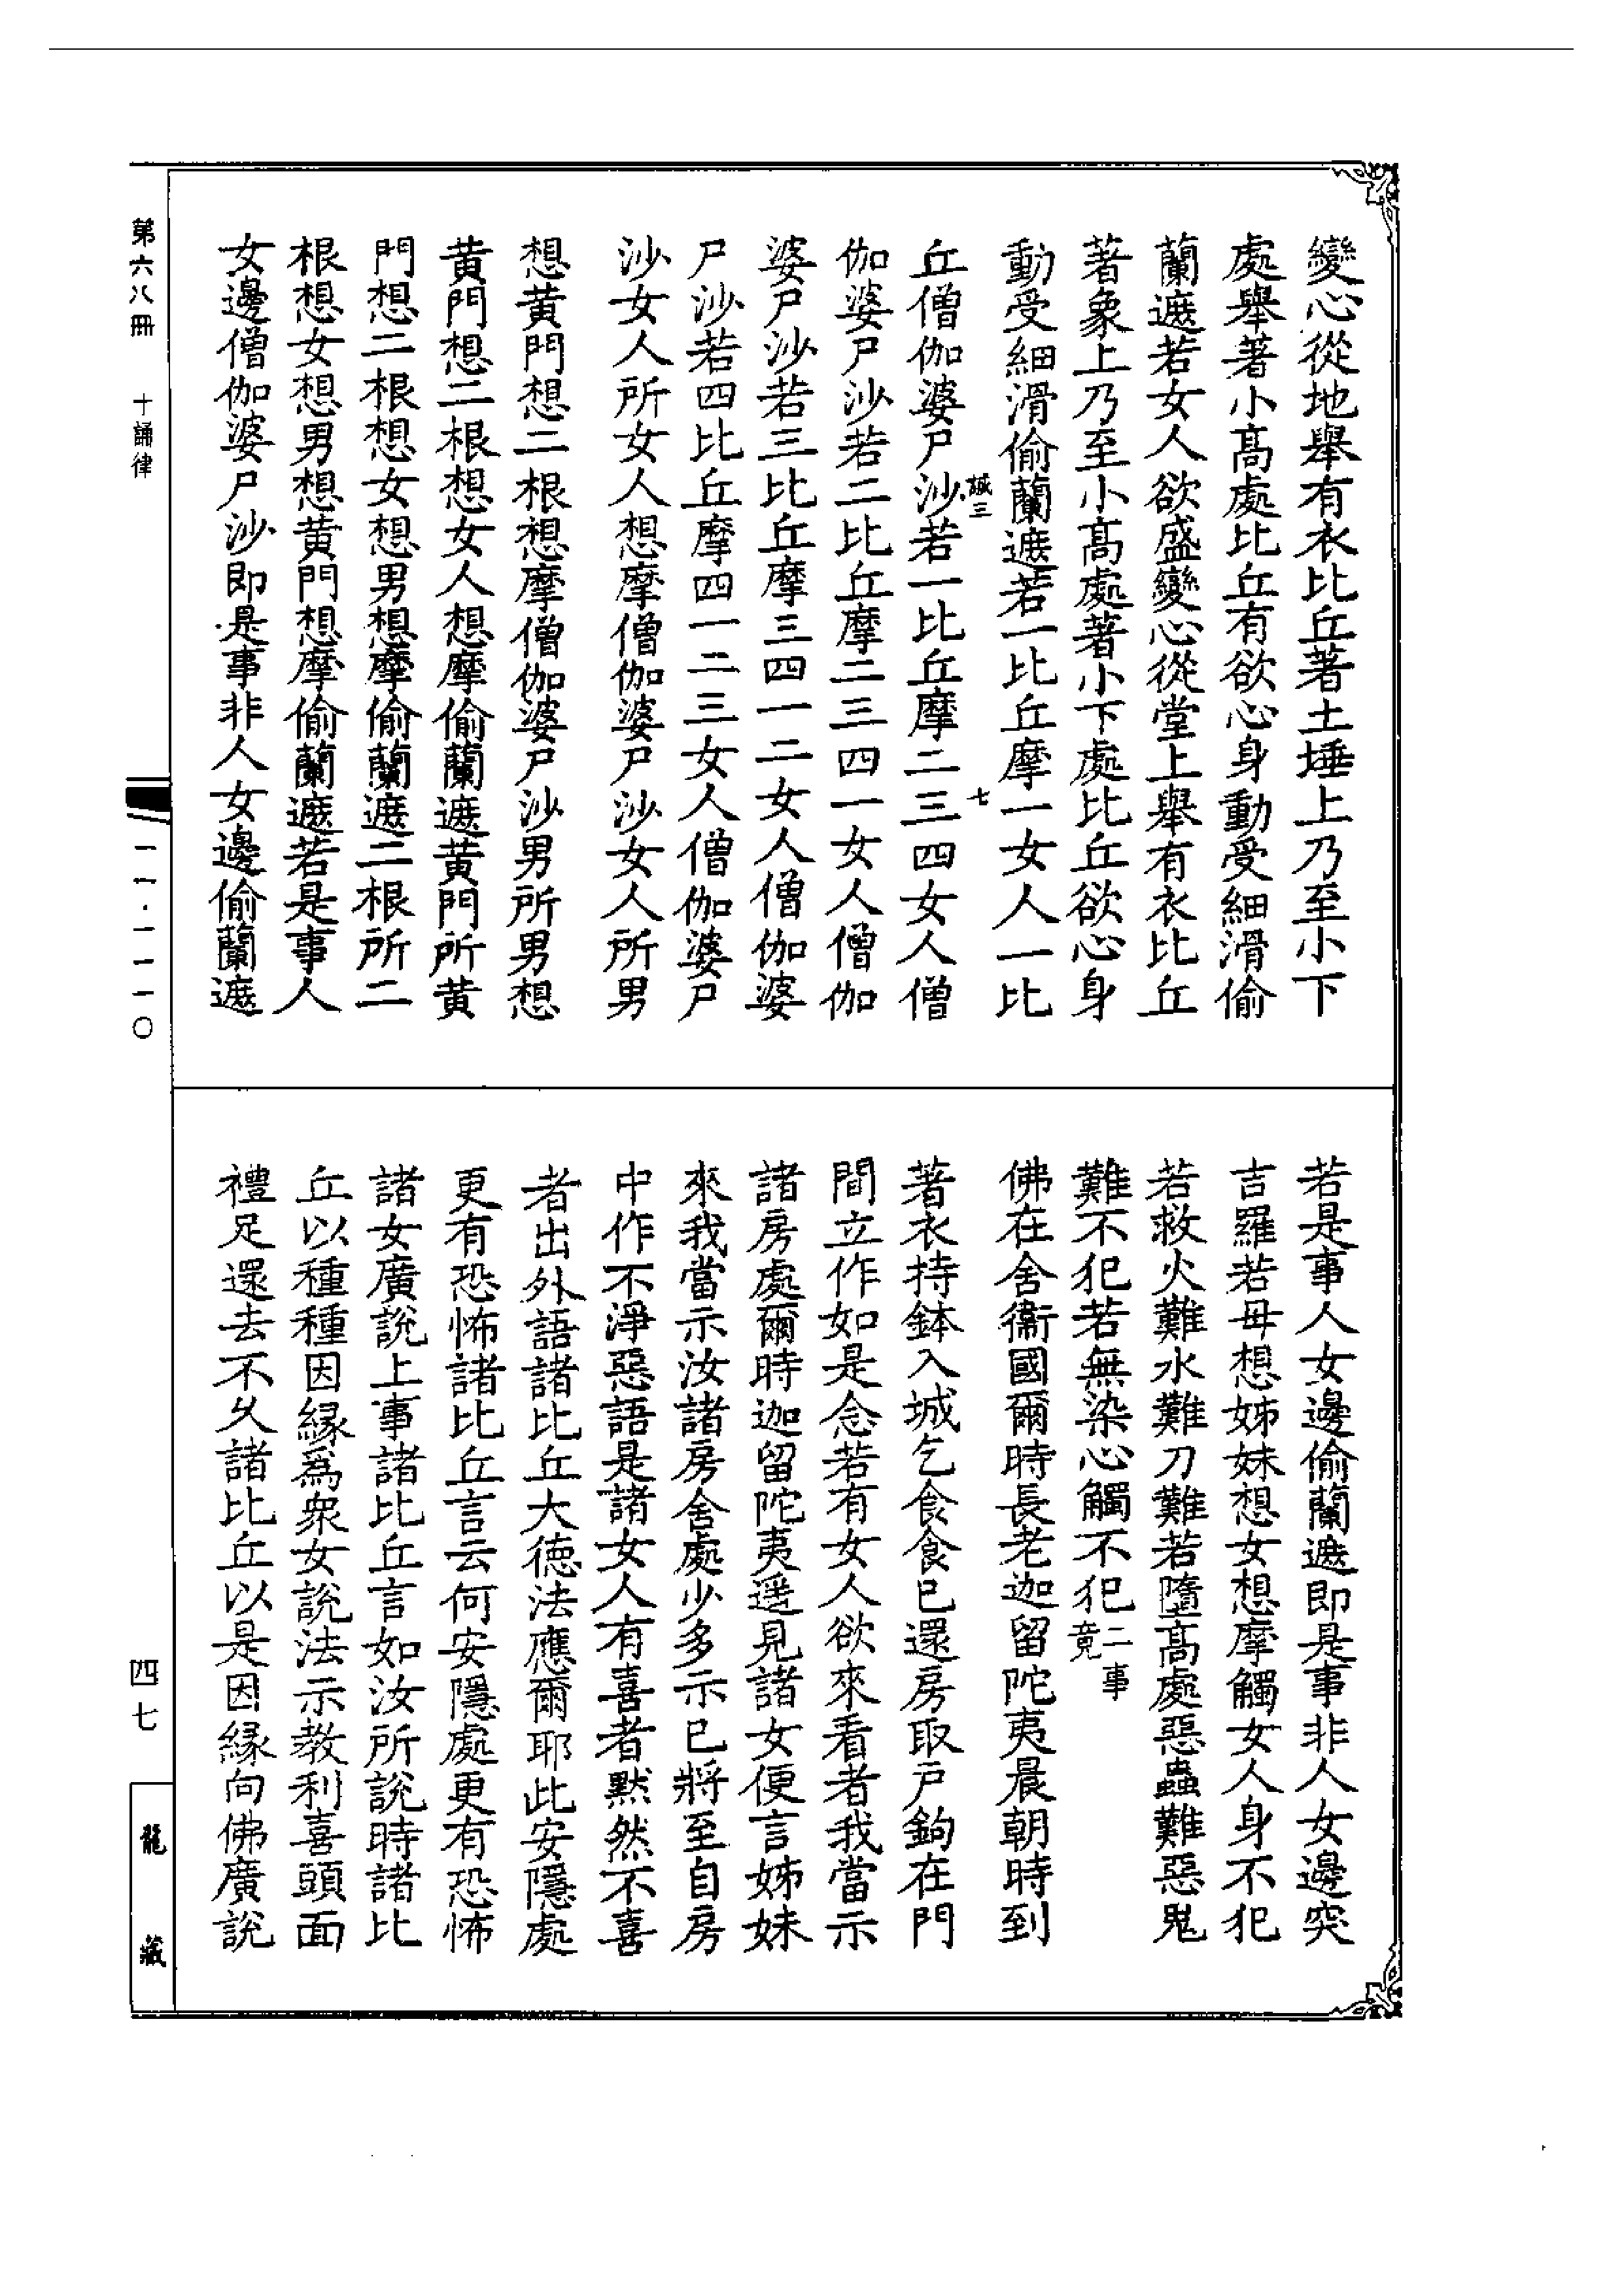 變心從地舉有衣比丘著土埵上乃至小下
處舉著小髙處比丘有欲心身動受細滑偷
蘭遮若女人欲盛變心從堂上舉有衣比丘
著象上乃至小髙處著小下處比丘欲心身
動受細滑偷蘭遮若一比丘摩一女人一比
丘僧伽婆尸沙若一比丘摩二三四女人僧
伽婆尸沙若二比丘摩二三四一女人僧伽
婆尸沙若三比丘摩三四一二女人僧伽婆
尸沙若四比丘摩四一二三女人僧伽婆尸
沙女人所女人想摩僧伽婆尸沙女人所男
想黃門想二根想摩僧伽婆尸沙男所男想
黃門想二根想女人想摩偷蘭遮黃門所黃
門想二根想女想男想摩偷蘭遮二根所二
根想女想男想黃門想摩偷蘭遮若是事人
女邊僧伽婆尸沙即是事非人女邊偷蘭遮
誠三
七
若是事人女邊偷蘭遮即是事非人女邊突
吉羅若母想姊妹想女想摩觸女人身不犯
若救火難水難刀難若墮髙處惡蟲難惡鬼
難不犯若無染心觸不犯二事竟
佛在舍衞國爾時長老迦留陀夷晨朝時到
著衣持鉢入城乞食食已還房取戶鉤在門
間立作如是念若有女人欲來看者我當示
諸房處爾時迦留陀夷遥見諸女便言姊妹
來我當示汝諸房舍處少多示已將至自房
中作不淨惡語是諸女人有喜者默然不喜
者出外語諸比丘大德法應爾耶此安隱處
更有恐怖諸比丘言云何安隱處更有恐怖
諸女廣說上事諸比丘言如汝所說時諸比
丘以種種因緣爲衆女說法示教利喜頭面
禮足還去不久諸比丘以是因緣向佛廣說
第六八冊 十誦律
一一·一一一〇
四七
龍藏